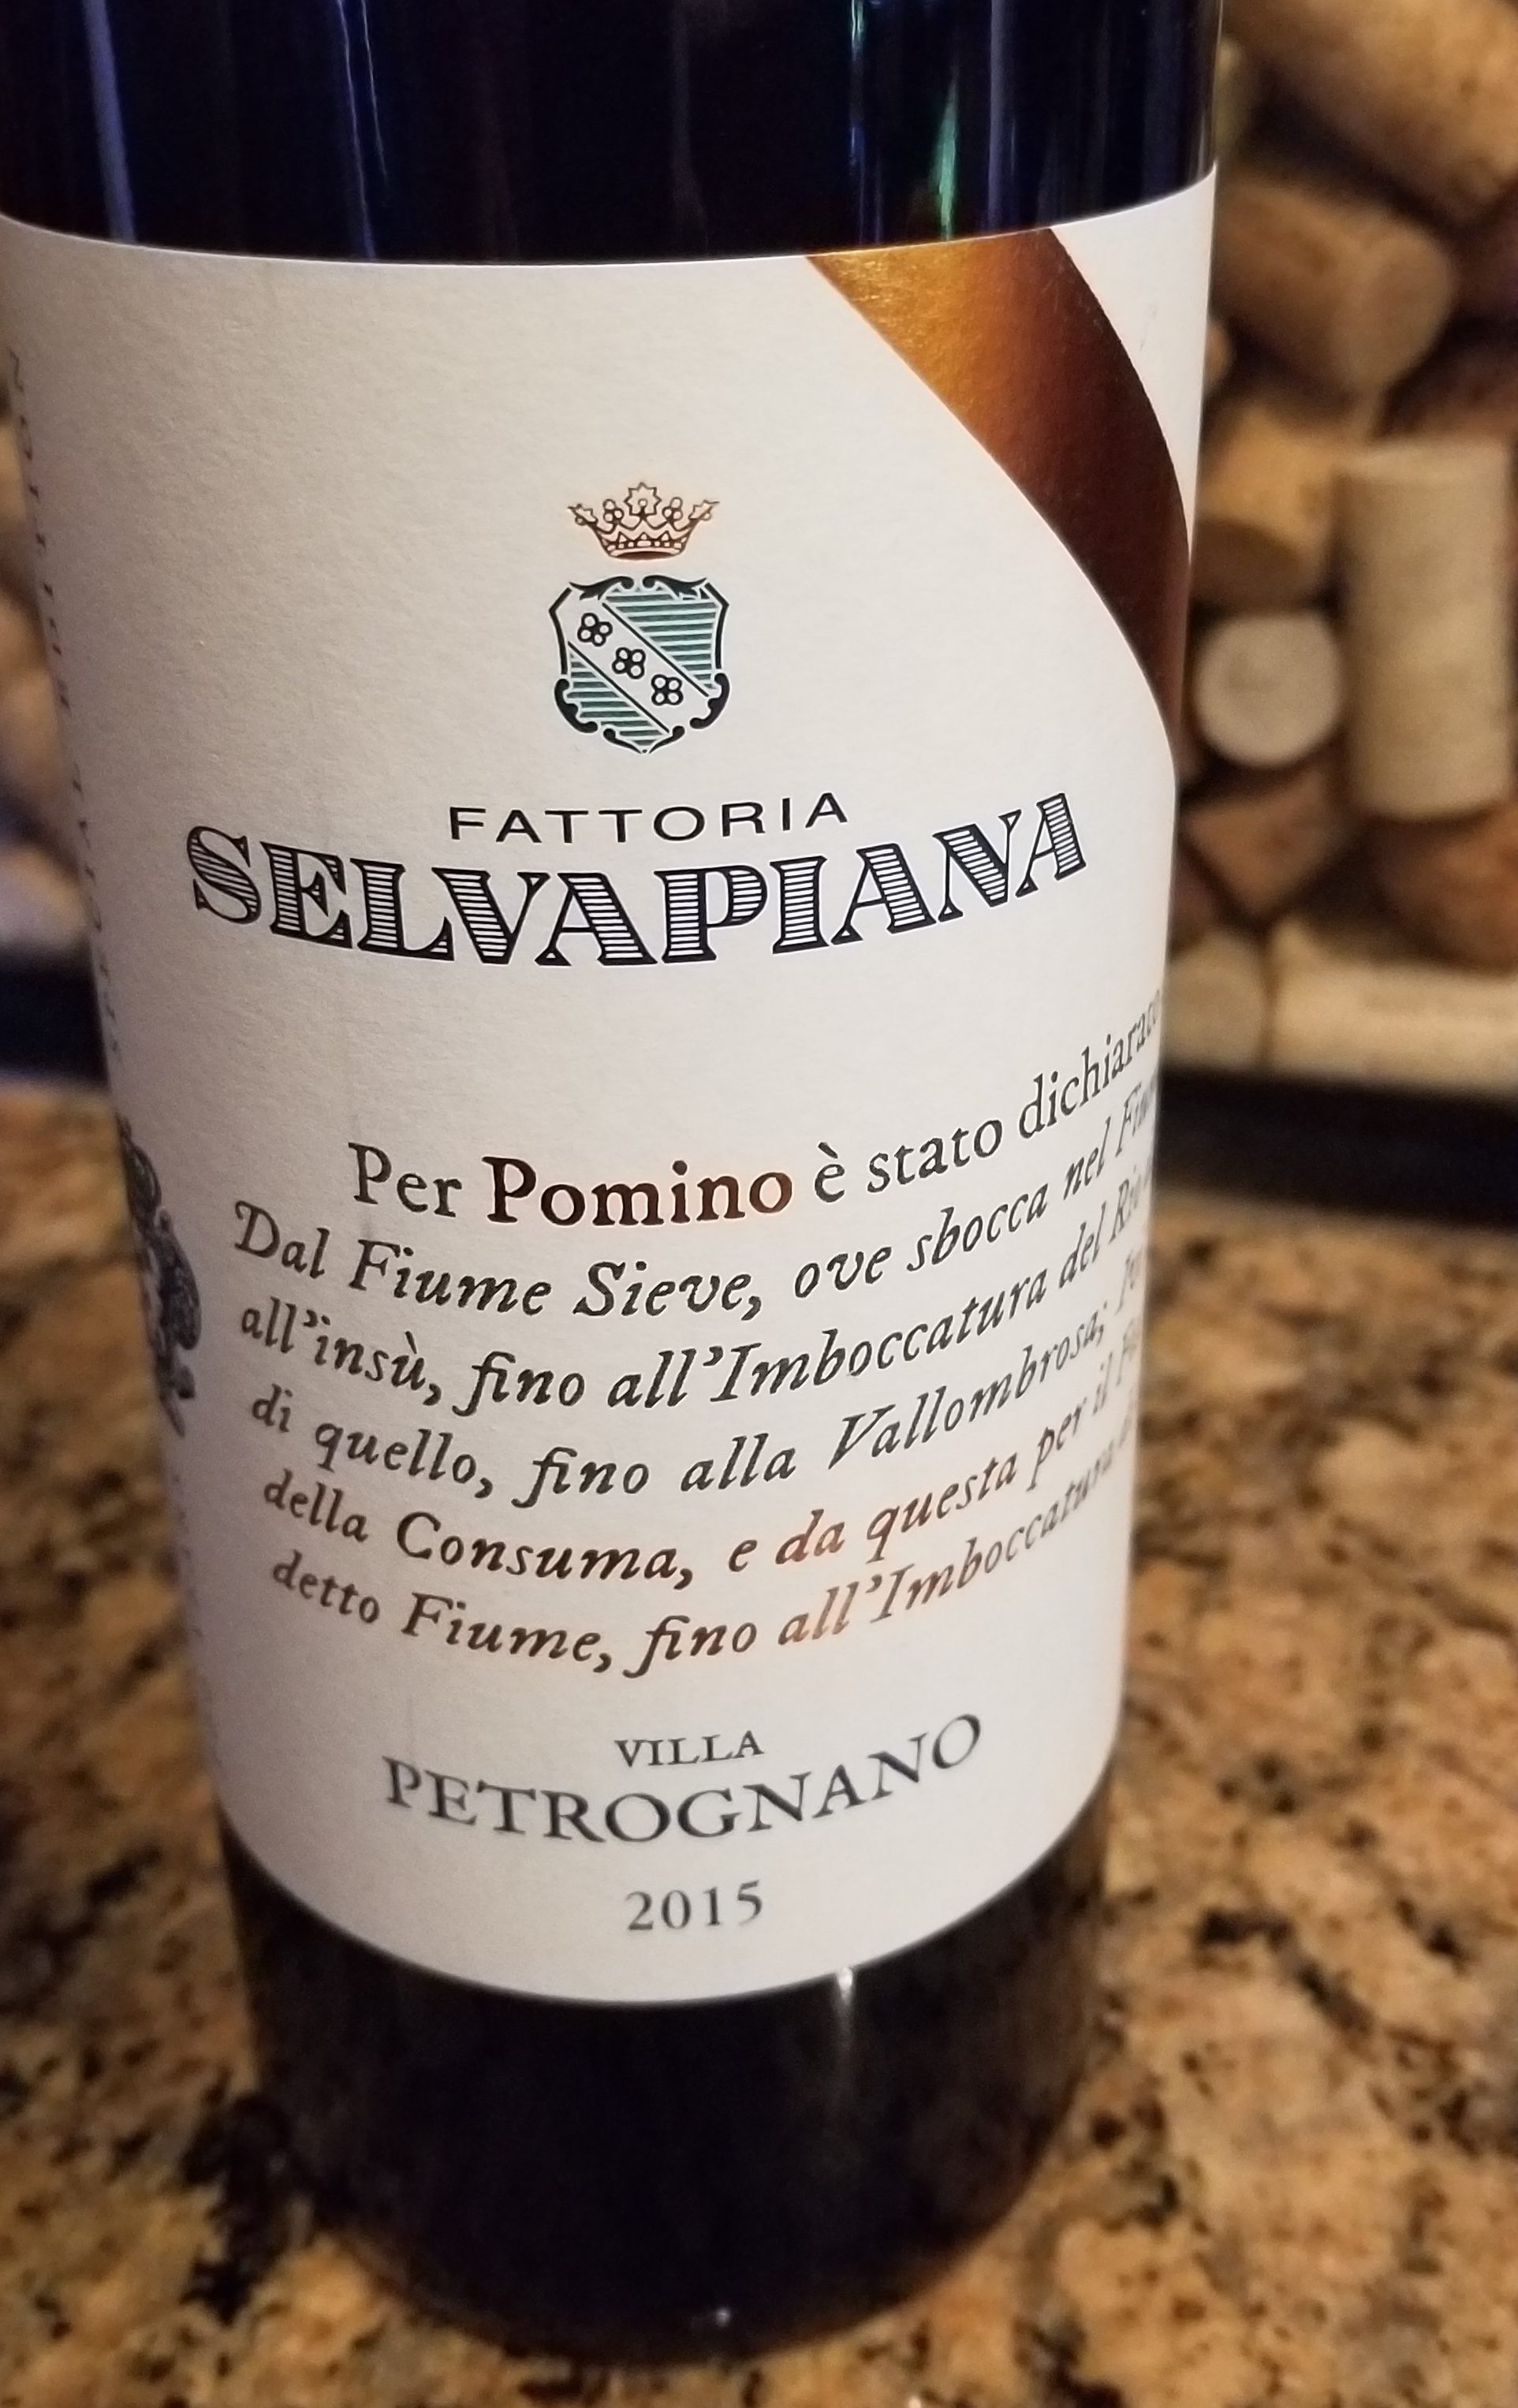 FATTORIA
SELVAPIANA
Per Pomino è stato dichiarato
Dal Fiume Sieve, ove sbocca nel
all'insù, fino all'Imboccatura del
di quello, fino alla Vallombrosa;
della Consuma, e da questa per il
detto Fiume, fino all'Imboccatura
VILLA
PETROGNANO
2015